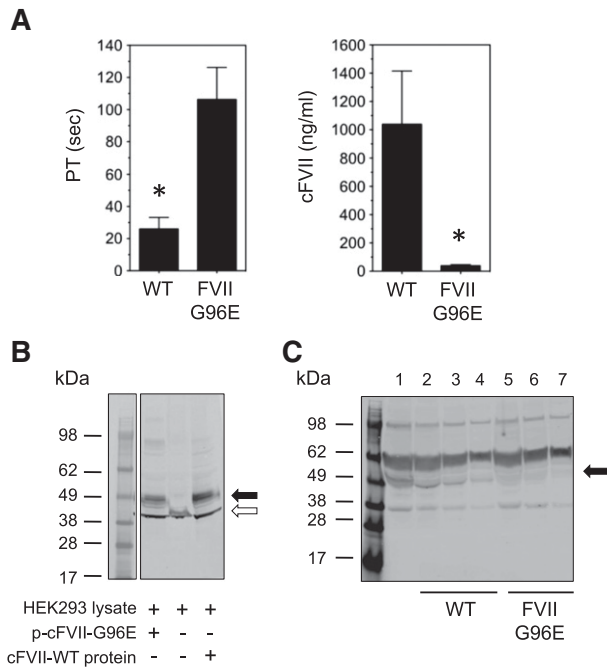 A
PT (sec)
140
120
100
80
60
40
20
0
*
WT
FVII
G96E
cFVII (ng/ml)
1600
1400
1200
1000
800
600
400
200
0
*
WT
FVII
G96E
B
kDa
98
62
49
38
28
17
HEK293 lysate + + +
p-cFVII-G96E + - -
cFVII-WT protein - - +
C
kDa
1 2 3 4 5 6 7
98
62
49
38
28
17
WT
FVII
G96E